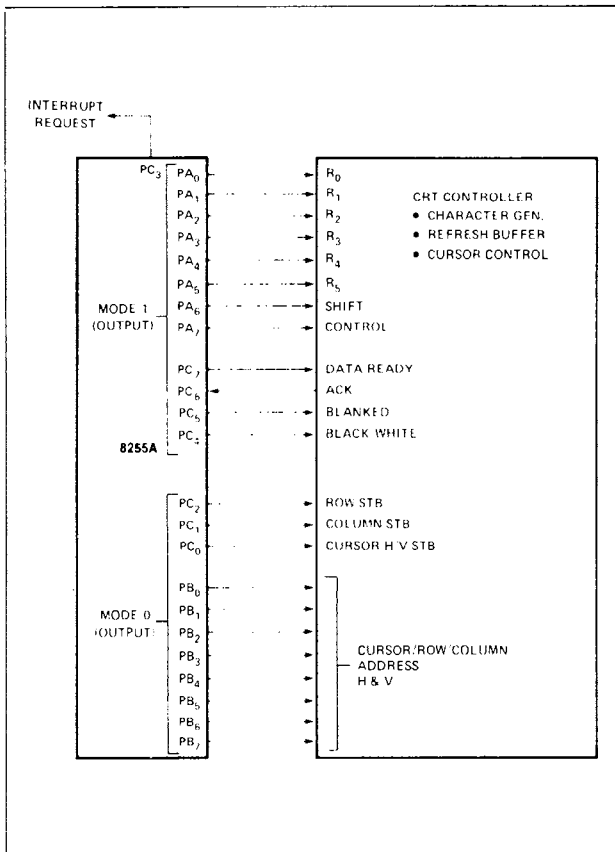 INTERRUPT
REQUEST
PC3 PA0 R0
PA1 R1 CRT CONTROLLER
PA2 R2 • CHARACTER GEN.
PA3 R3 • REFRESH BUFFER
PA4 R4 • CURSOR CONTROL
PA5 R5
MODE 1
(OUTPUT)
PA6 SHIFT
PA7 CONTROL
PC7 DATA READY
PC6 ACK
PC5 BLANKED
PC4 BLACK WHITE
8255A
PC2 ROW STB
PC1 COLUMN STB
PC0 CURSOR H/V STB
PB0
PB1
MODE 0
(OUTPUT)
PB2
PB3
PB4
PB5
PB6
PB7
CURSOR/ROW/COLUMN
ADDRESS
H & V